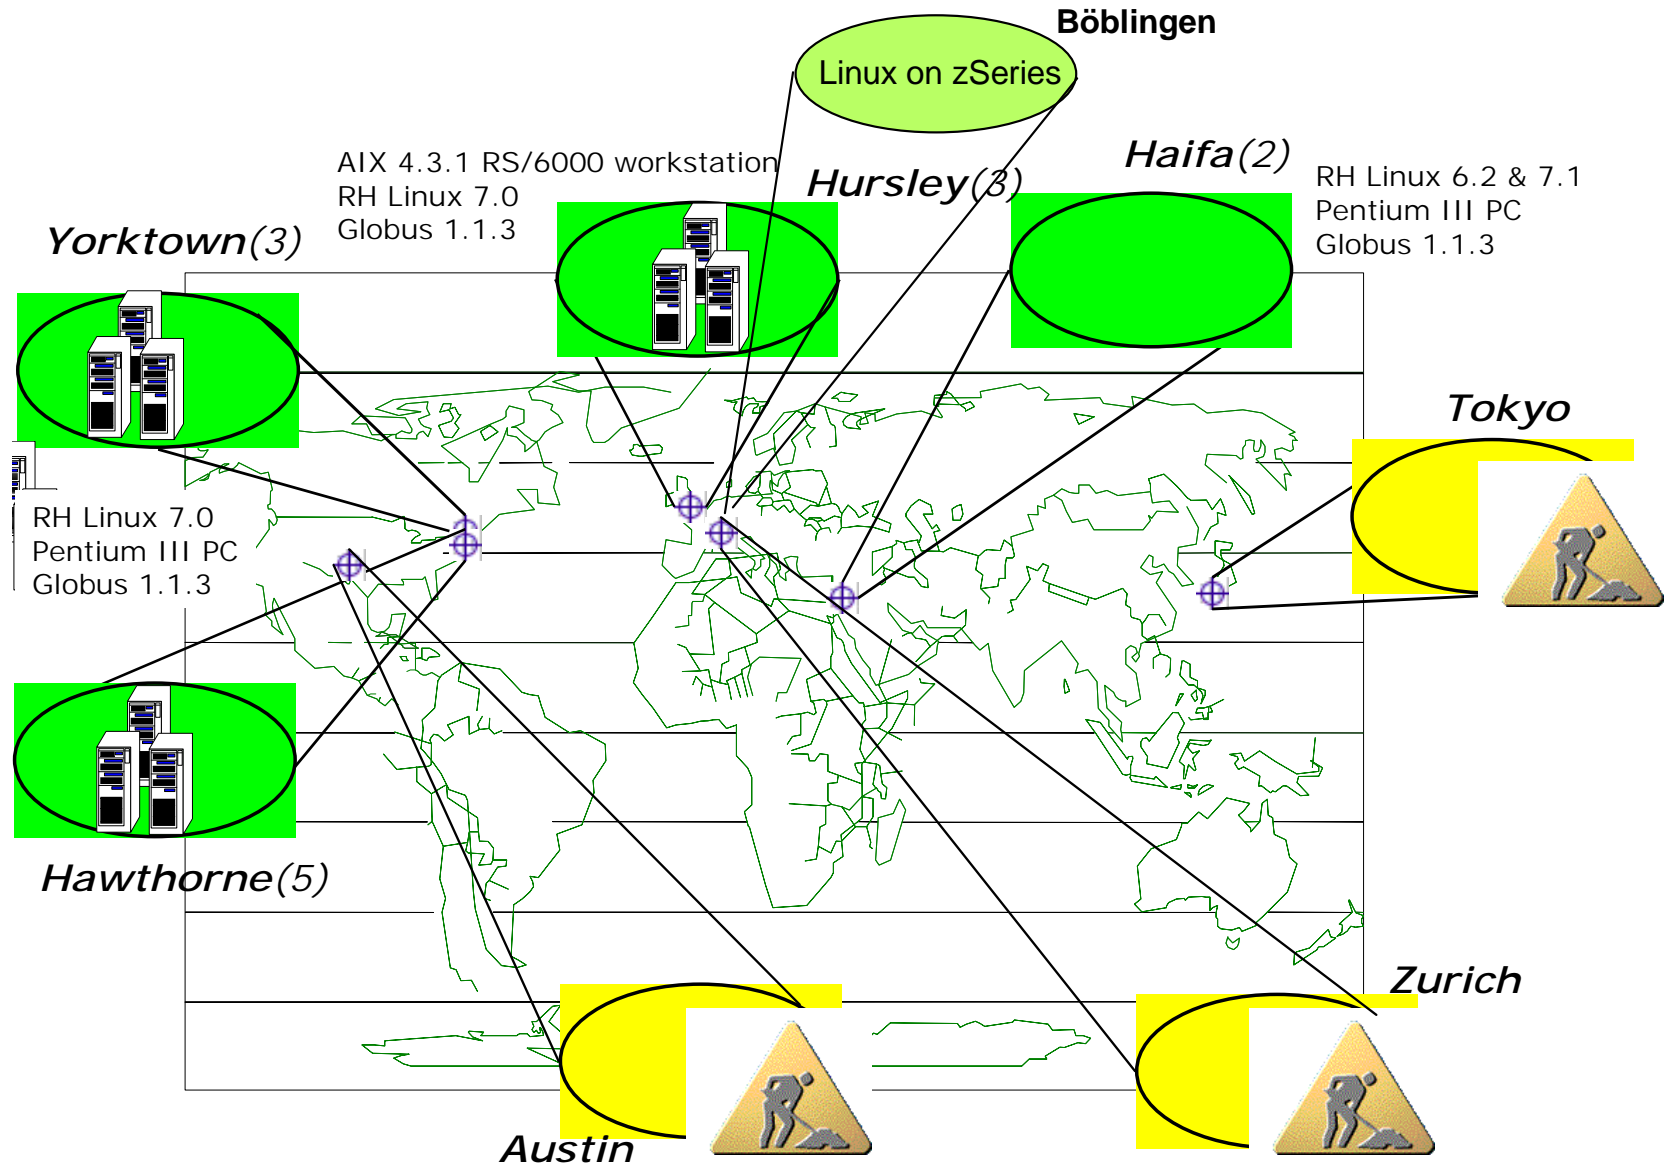 Böblingen
Linux on zSeries
AIX 4.3.1 RS/6000 workstation
RH Linux 7.0
Globus 1.1.3
Hursley(3)
Haifa(2)
RH Linux 6.2 & 7.1
Pentium III PC
Globus 1.1.3
Yorktown(3)
Tokyo
RH Linux 7.0
Pentium III PC
Globus 1.1.3
Hawthorne(5)
Zurich
Austin